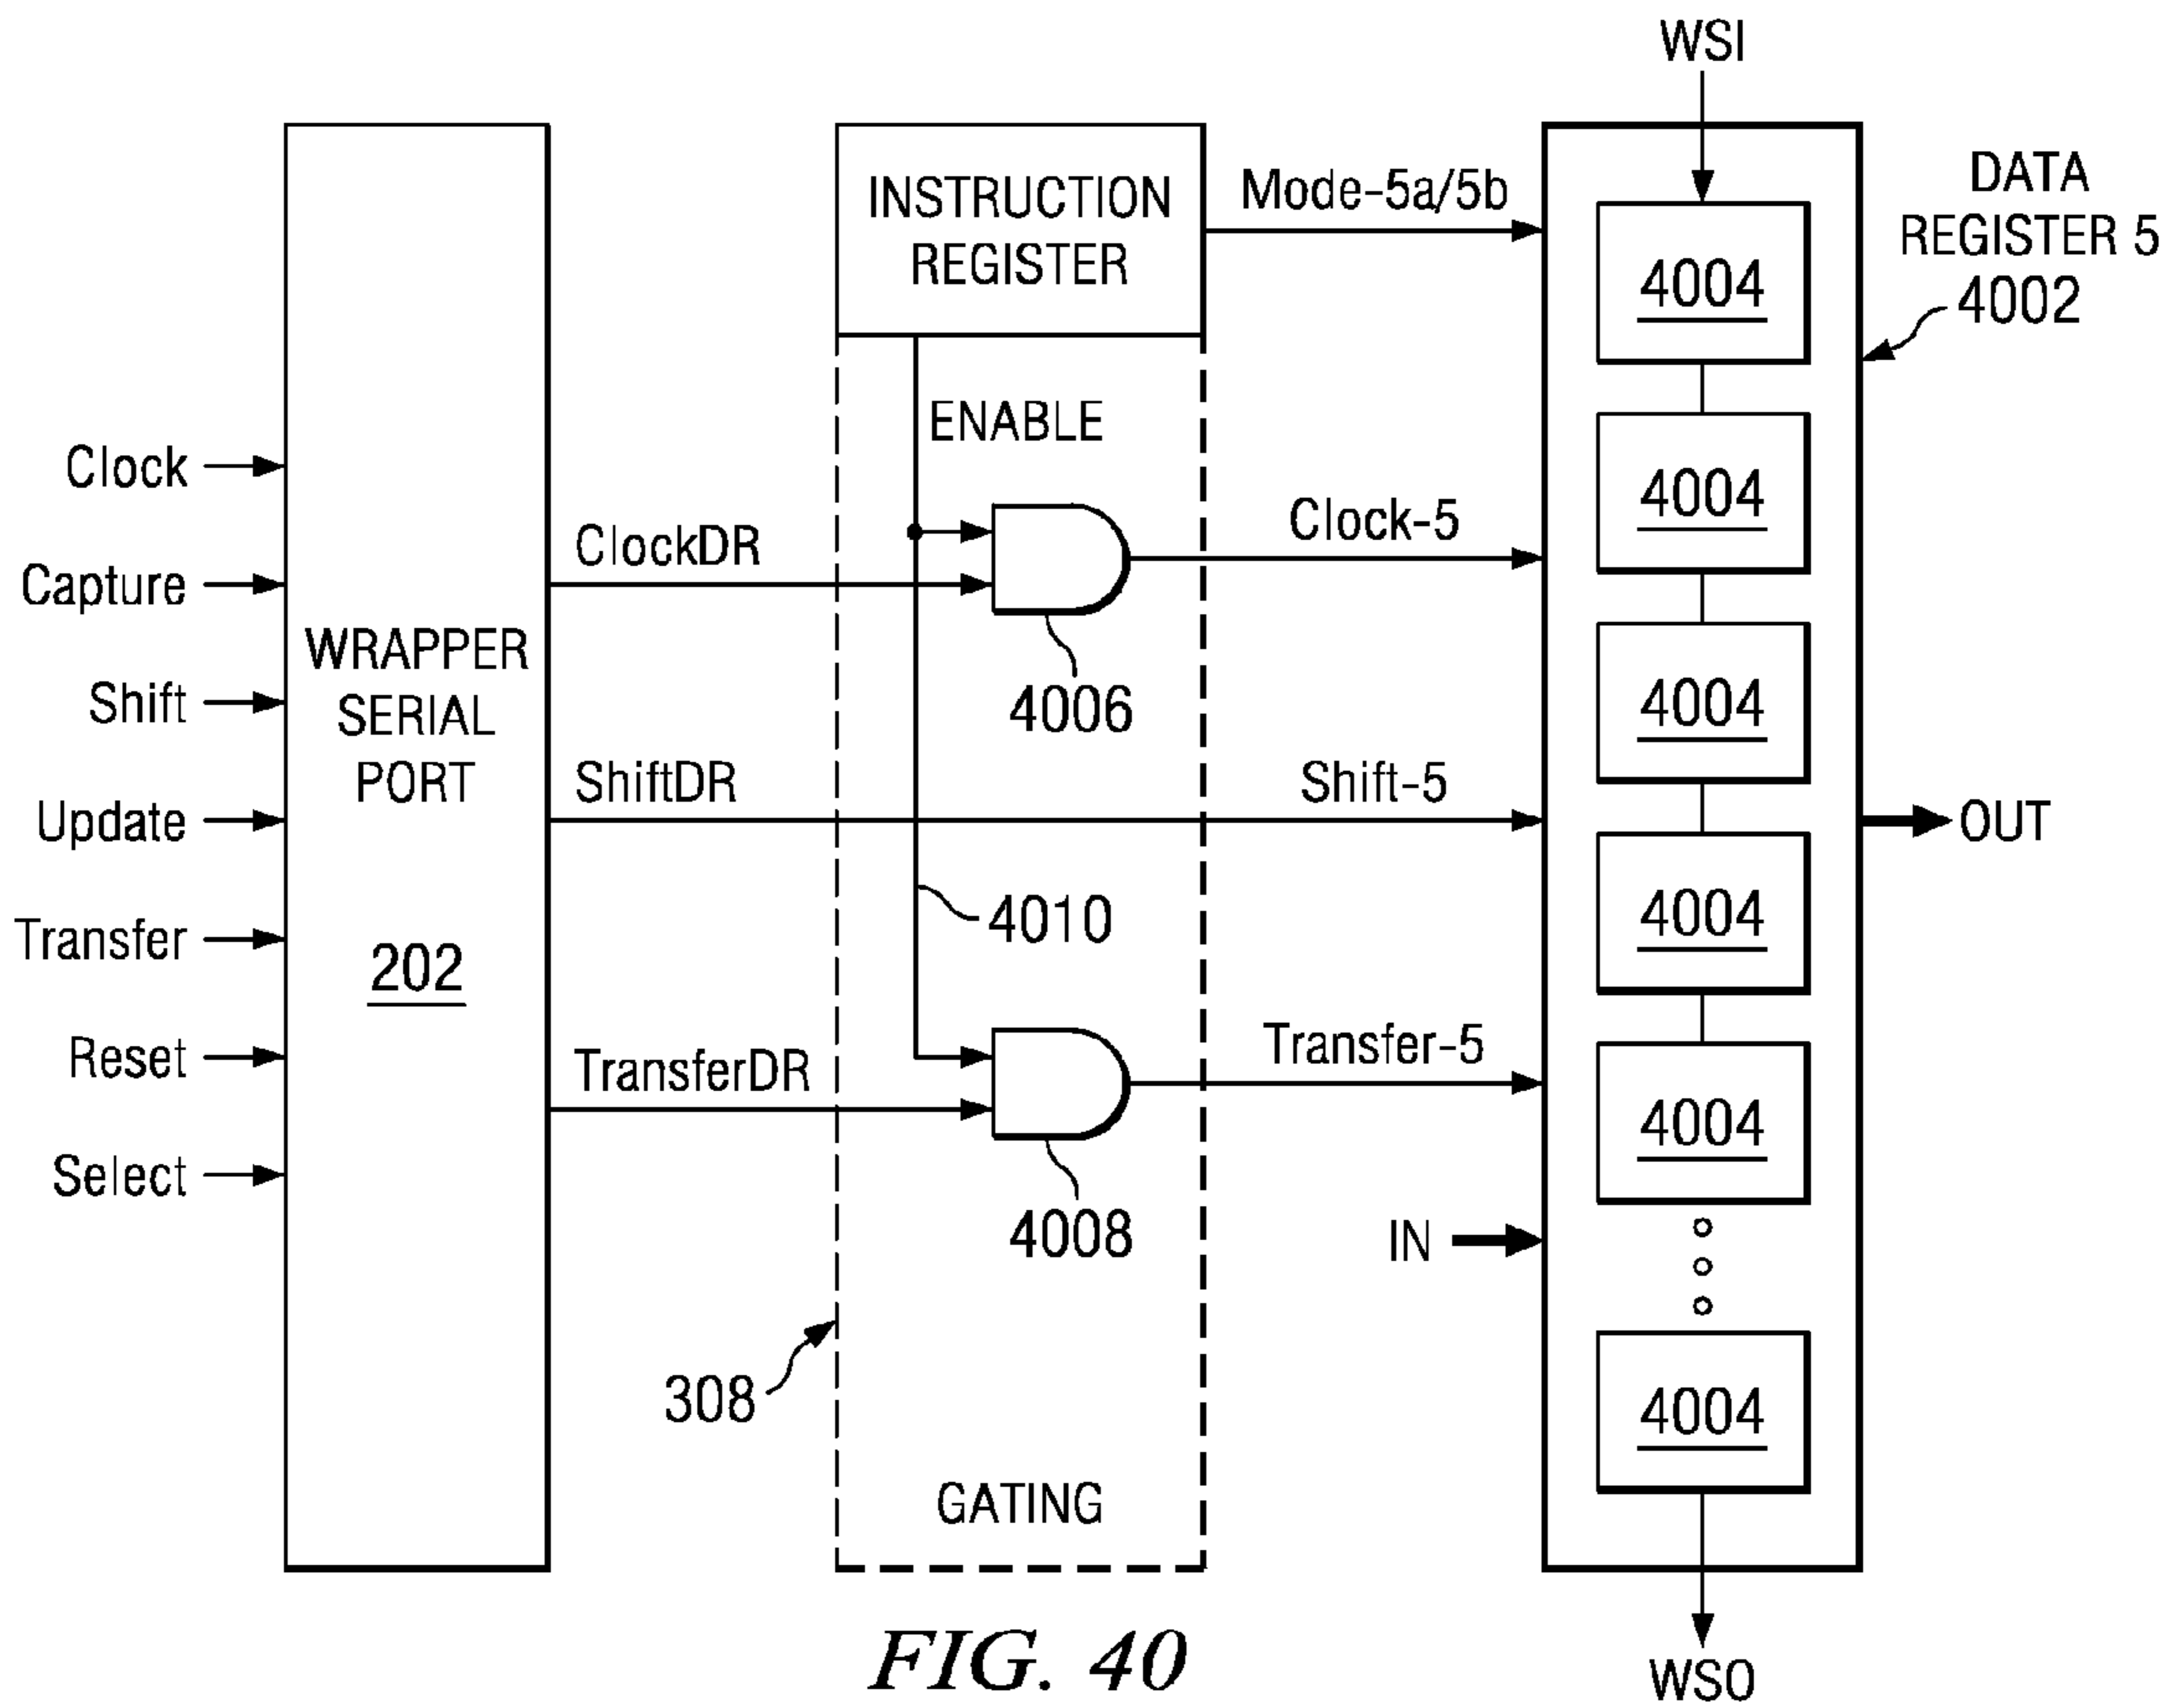 WSI
INSTRUCTION
REGISTER
Mode-5a/5b
DATA
REGISTER 5
4002
4004
ENABLE
Clock
ClockDR
Clock-5
4004
Capture
WRAPPER
SERIAL
PORT
4006
4004
Shift
ShiftDR
Shift-5
Update
OUT
4010
4004
Transfer
202
Reset
TransferDR
Transfer-5
4004
Select
4008
IN
308
4004
GATING
FIG. 40
WSO